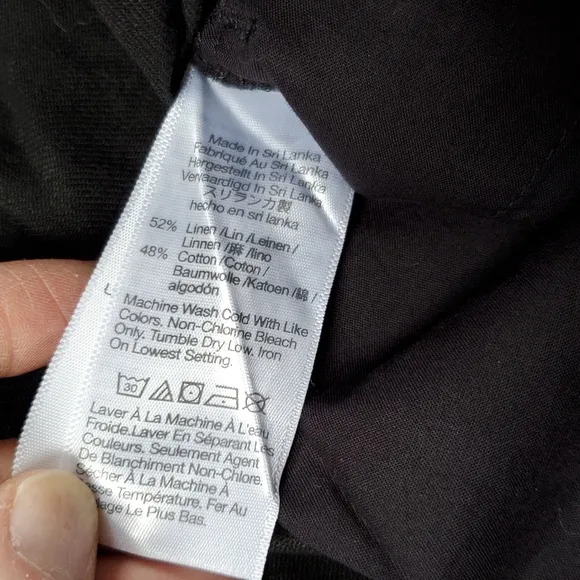 Made In Sri Lanka
Fabriqué Au Sri Lanka
Hergestellt In Sri Lanka
Vervaardigd In Sri Lanka
スリランカ製
hecho en sri lanka
52% Linen /Lin /Leinen /
Linnen /麻 /lino
48% Cotton /Coton /
Baumwolle /Katoen /綿 /
algodón
Machine Wash Cold With Like
Colors. Non-Chlorine Bleach
Only. Tumble Dry Low. Iron
On Lowest Setting.
30
Laver À La Machine À L'eau
Froide.Laver En Séparant Les
Couleurs. Seulement Agent
De Blanchiment Non-Chlore.
Sécher À La Machine À
Température. Fer Au
Le Plus Bas.